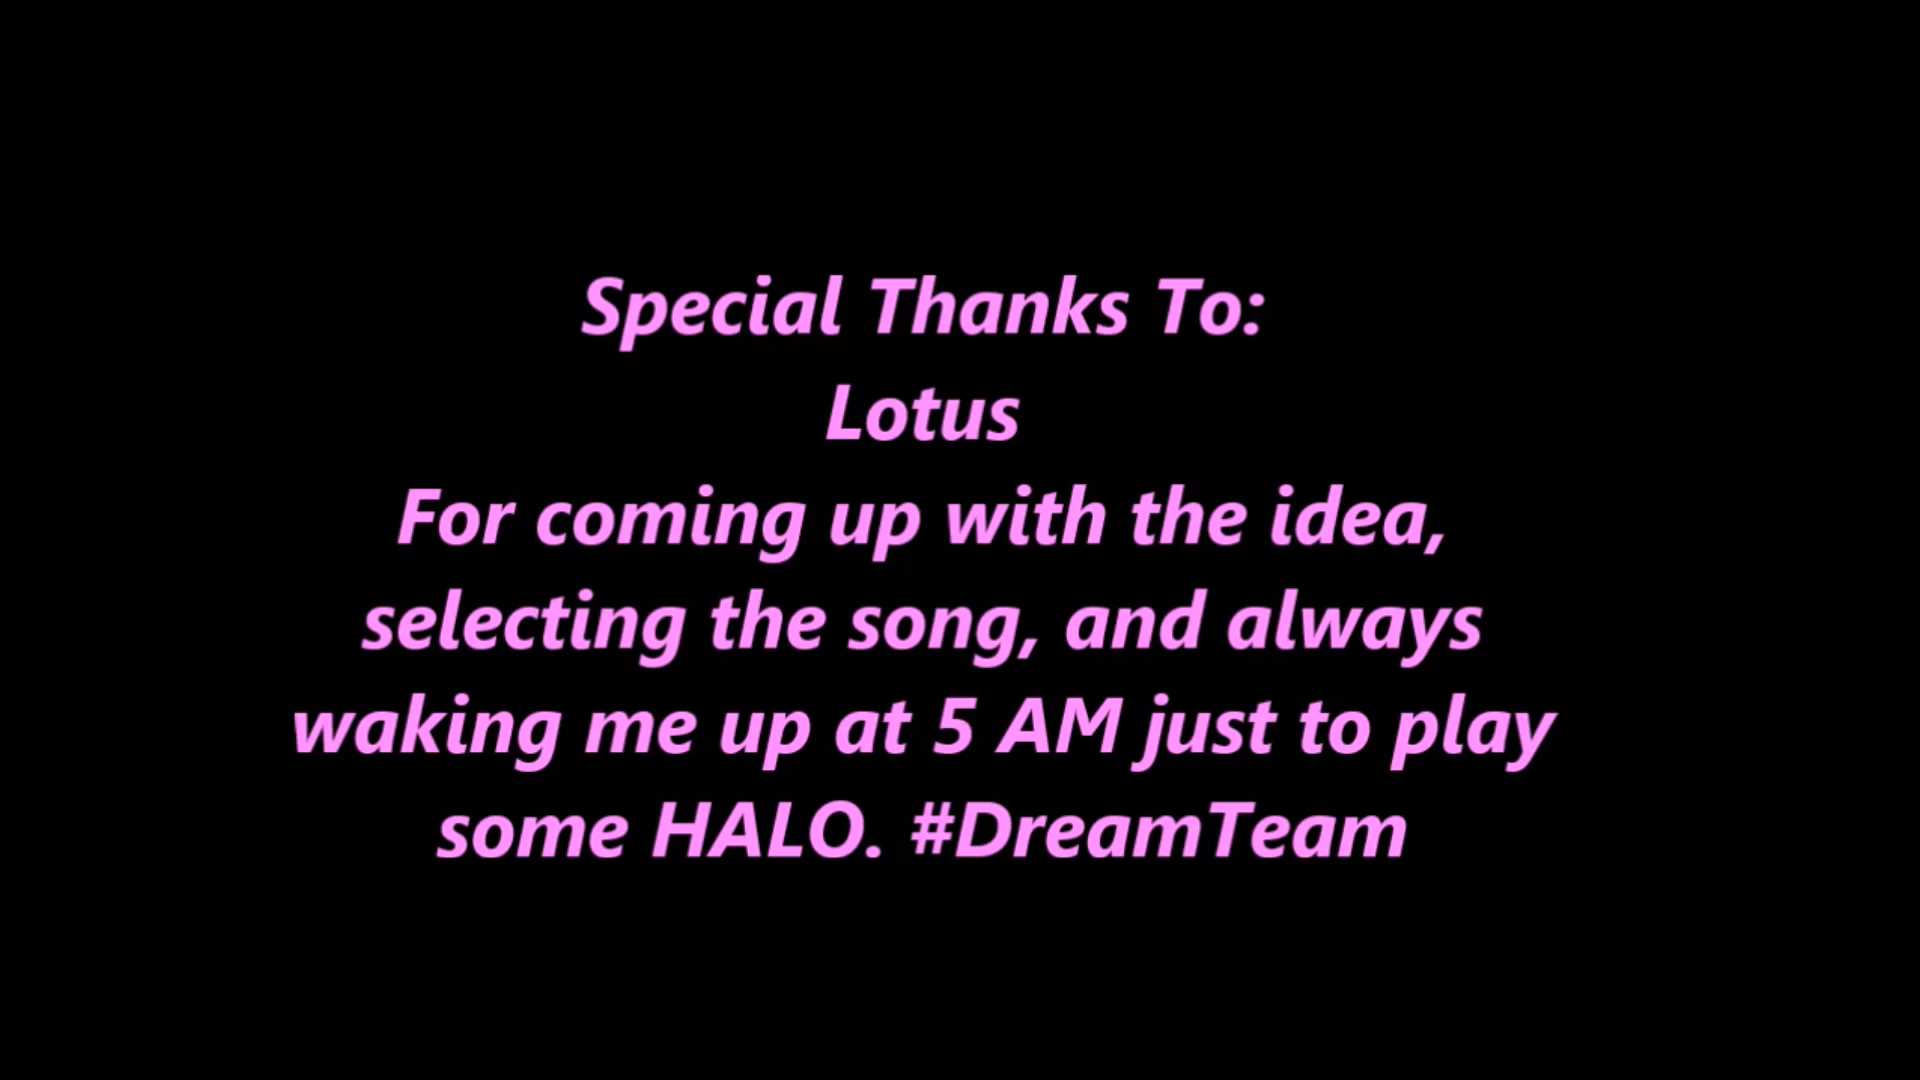 Special Thanks To:
Lotus
For coming up with the idea,
selecting the song, and always
waking me up at 5 AM just to play
some HALO. #DreamTeam